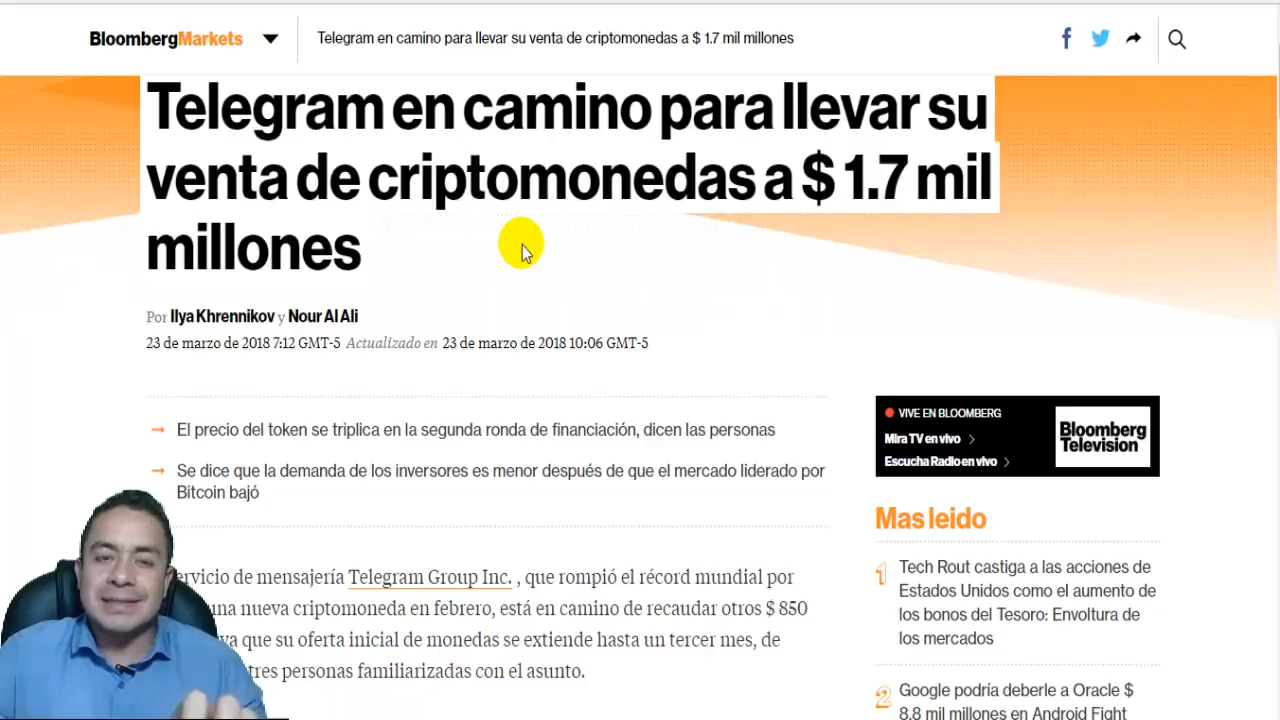 BloombergMarkets
Telegram en camino para llevar su venta de criptomonedas a $ 1.7 mil millones
Telegram en camino para llevar su
venta de criptomonedas a $ 1.7 mil
millones
Por Ilya Khrennikov y Nour Al Ali
23 de marzo de 2018 7:12 GMT-5 Actualizado en 23 de marzo de 2018 10:06 GMT-5
El precio del token se triplica en la segunda ronda de financiación, dicen las personas
Se dice que la demanda de los inversores es menor después de que el mercado liderado por
Bitcoin bajó
servicio de mensajería Telegram Group Inc. , que rompió el récord mundial por
una nueva criptomoneda en febrero, está en camino de recaudar otros $ 850
que su oferta inicial de monedas se extiende hasta un tercer mes, de
tres personas familiarizadas con el asunto.
VIVE EN BLOOMBERG
Mira TV en vivo
Escucha Radio en vivo
Bloomberg
Television
Mas leido
1
Tech Rout castiga a las acciones de
Estados Unidos como el aumento de
los bonos del Tesoro: Envoltura de
los mercados
2
Google podría deberle a Oracle $
8.8 mil millones en Android Fight